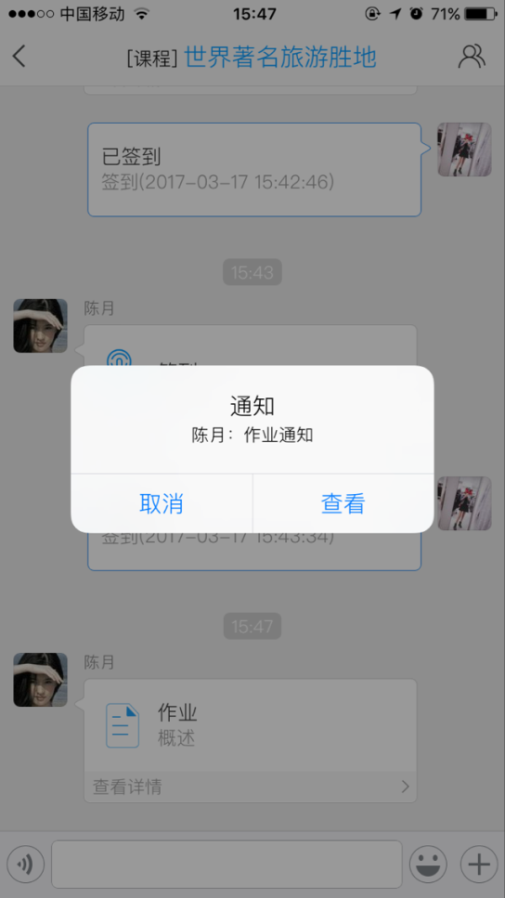 中国移动
15:47
71%
[课程] 世界著名旅游胜地
已签到
签到(2017-03-17 15:42:46)
15:43
陈月
签到
通知
陈月：作业通知
取消
查看
签到(2017-03-17 15:43:34)
15:47
陈月
作业
概述
查看详情